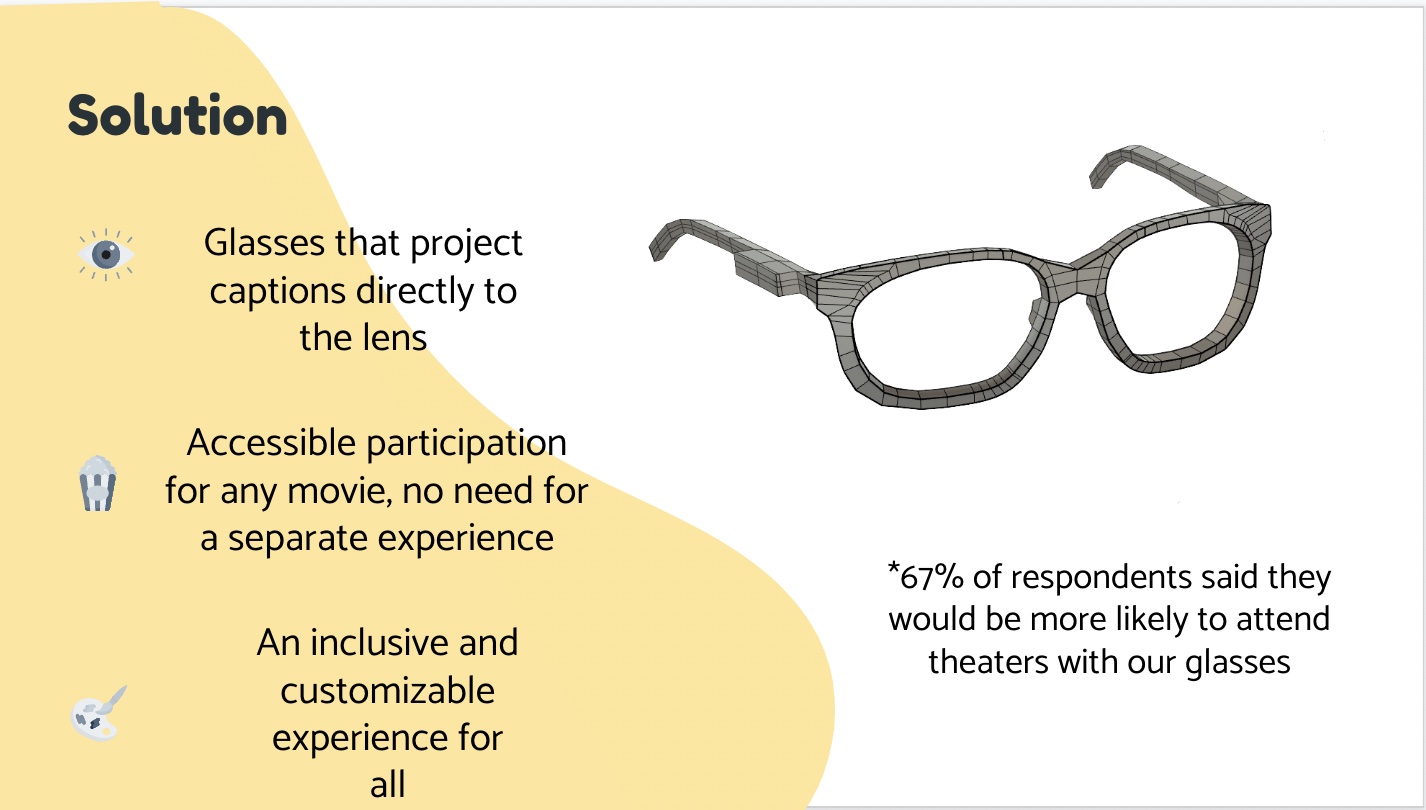 Solution
Glasses that project
captions directly to
the lens
Accessible participation
for any movie, no need for
a separate experience
An inclusive and
customizable
experience for
all
*67% of respondents said they
would be more likely to attend
theaters with our glasses